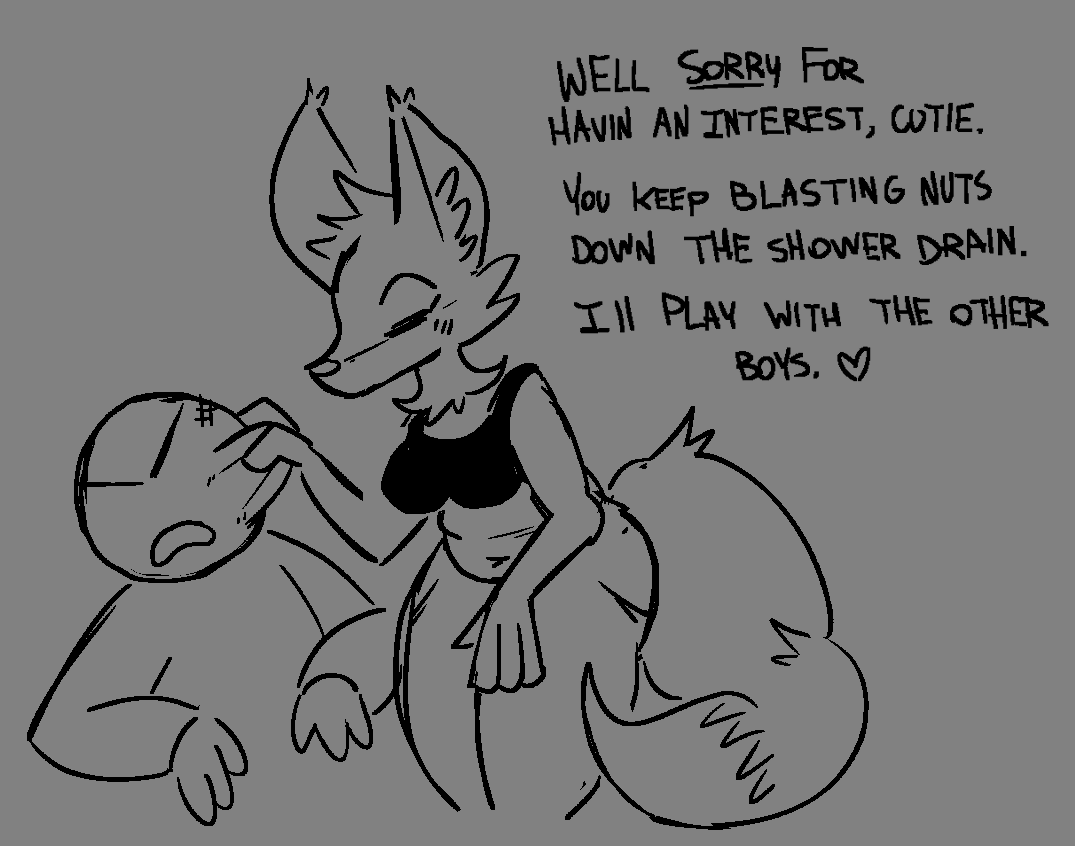 WELL SORRY FOR
HAVIN AN INTEREST, CUTIE.
YOU KEEP BLASTING NUTS
DOWN THE SHOWER DRAIN.
I'll PLAY WITH THE OTHER
BOYS. ♡